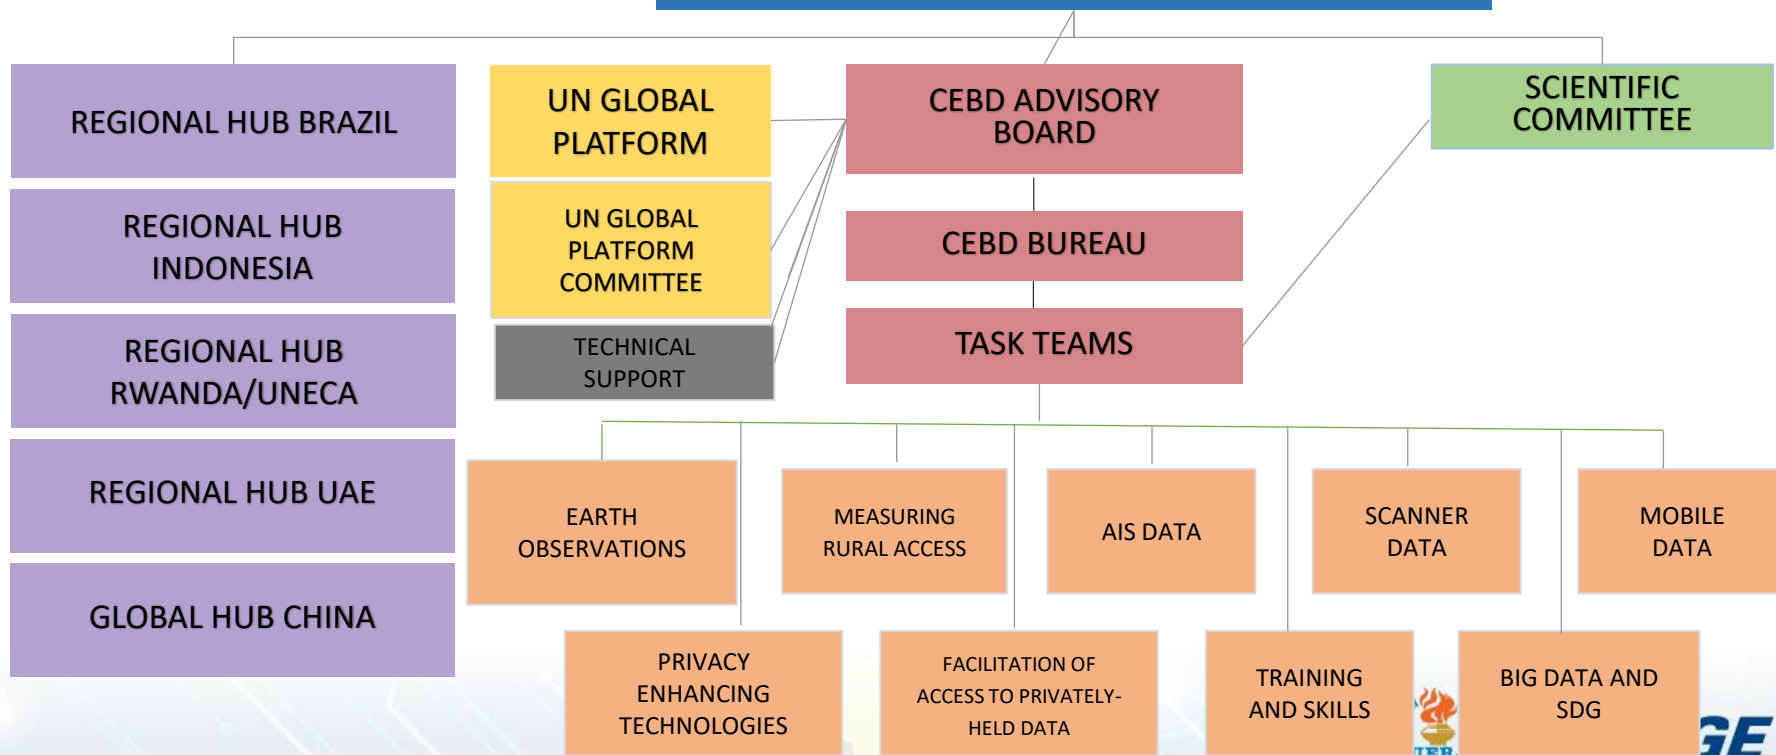 REGIONAL HUB BRAZIL
REGIONAL HUB
INDONESIA
REGIONAL HUB
RWANDA/UNECA
REGIONAL HUB UAE
GLOBAL HUB CHINA
UN GLOBAL
PLATFORM
UN GLOBAL
PLATFORM
COMMITTEE
TECHNICAL
SUPPORT
CEBD ADVISORY
BOARD
CEBD BUREAU
TASK TEAMS
SCIENTIFIC
COMMITTEE
EARTH
OBSERVATIONS
MEASURING
RURAL ACCESS
AIS DATA
SCANNER
DATA
MOBILE
DATA
PRIVACY
ENHANCING
TECHNOLOGIES
FACILITATION OF
ACCESS TO PRIVATELY-
HELD DATA
TRAINING
AND SKILLS
BIG DATA AND
SDG